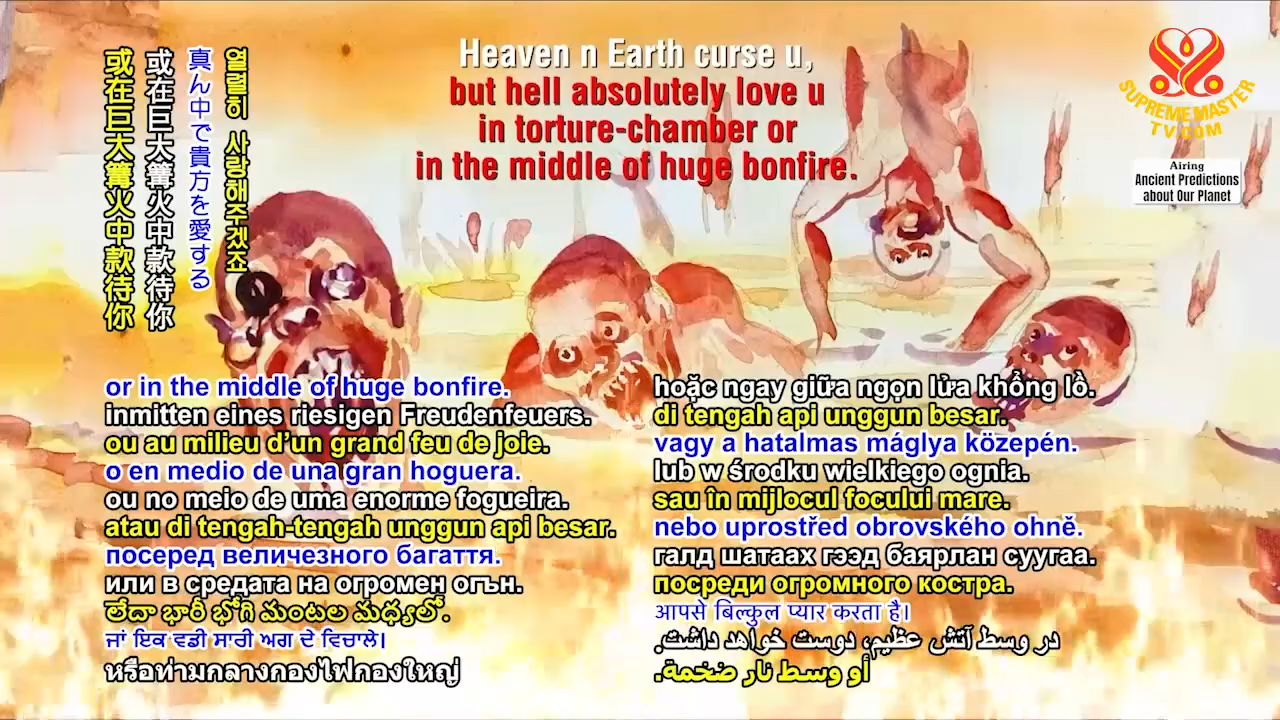 Heaven n Earth curse u,
but hell absolutely love u
in torture-chamber or
in the middle of huge bonfire.
SUPREME MASTER
TV.COM
Airing
Ancient Predictions
about Our Planet
열렬히 사랑해주겠죠
真ん中で貴方を愛する
或在巨大篝火中款待你
或在巨大篝火中款待你
or in the middle of huge bonfire.
inmitten eines riesigen Freudenfeuers.
ou au milieu d’un grand feu de joie.
o en medio de una gran hoguera.
ou no meio de uma enorme fogueira.
atau di tengah-tengah unggun api besar.
посеред величезного багаття.
или в средата на огромен огън.
లేదా భారీ భోగి మంటల మధ్యలో.
ਜਾਂ ਇਕ ਵਡੀ ਸਾਰੀ ਅਗ ਦੇ ਵਿਚਾਲੇ।
หรือท่ามกลางกองไฟกองใหญ่
hoặc ngay giữa ngọn lửa khổng lồ.
di tengah api unggun besar.
vagy a hatalmas máglya közepén.
lub w środku wielkiego ognia.
sau în mijlocul focului mare.
nebo uprostřed obrovského ohně.
галд шатаах гээд баярлан суугаа.
посреди огромного костра.
आपसे बिल्कुल प्यार करता है।
در وسط آتش عظیم، دوست خواهد داشت.
أو وسط نار ضخمة.